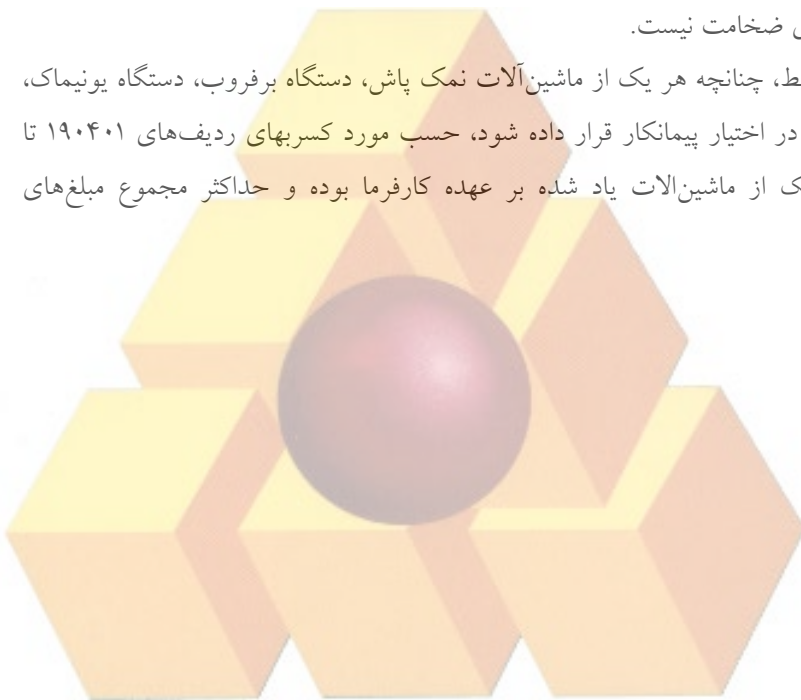 ضخامت نیست.
چنانچه هر یک از ماشین‌آلات نمک پاش، دستگاه برفروب، دستگاه یونیماک،
در اختیار پیمانکار قرار داده شود، حسب مورد کسربهای ردیف‌های ۱۹۰۴۰۱ تا
از ماشین‌الات یاد شده بر عهده کارفرما بوده و حداکثر مجموع مبلغ‌های